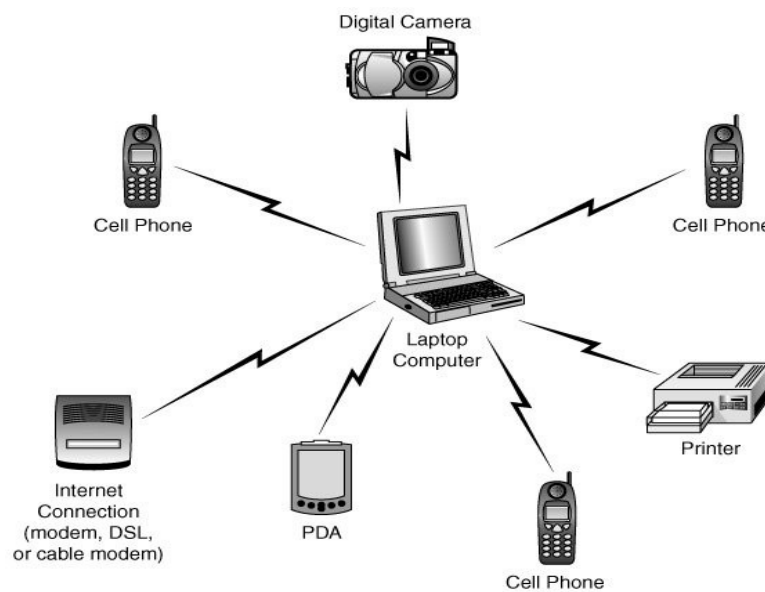 Digital Camera
Cell Phone
Cell Phone
Laptop
Computer
Printer
Internet
Connection
(modem, DSL,
or cable modem)
PDA
Cell Phone